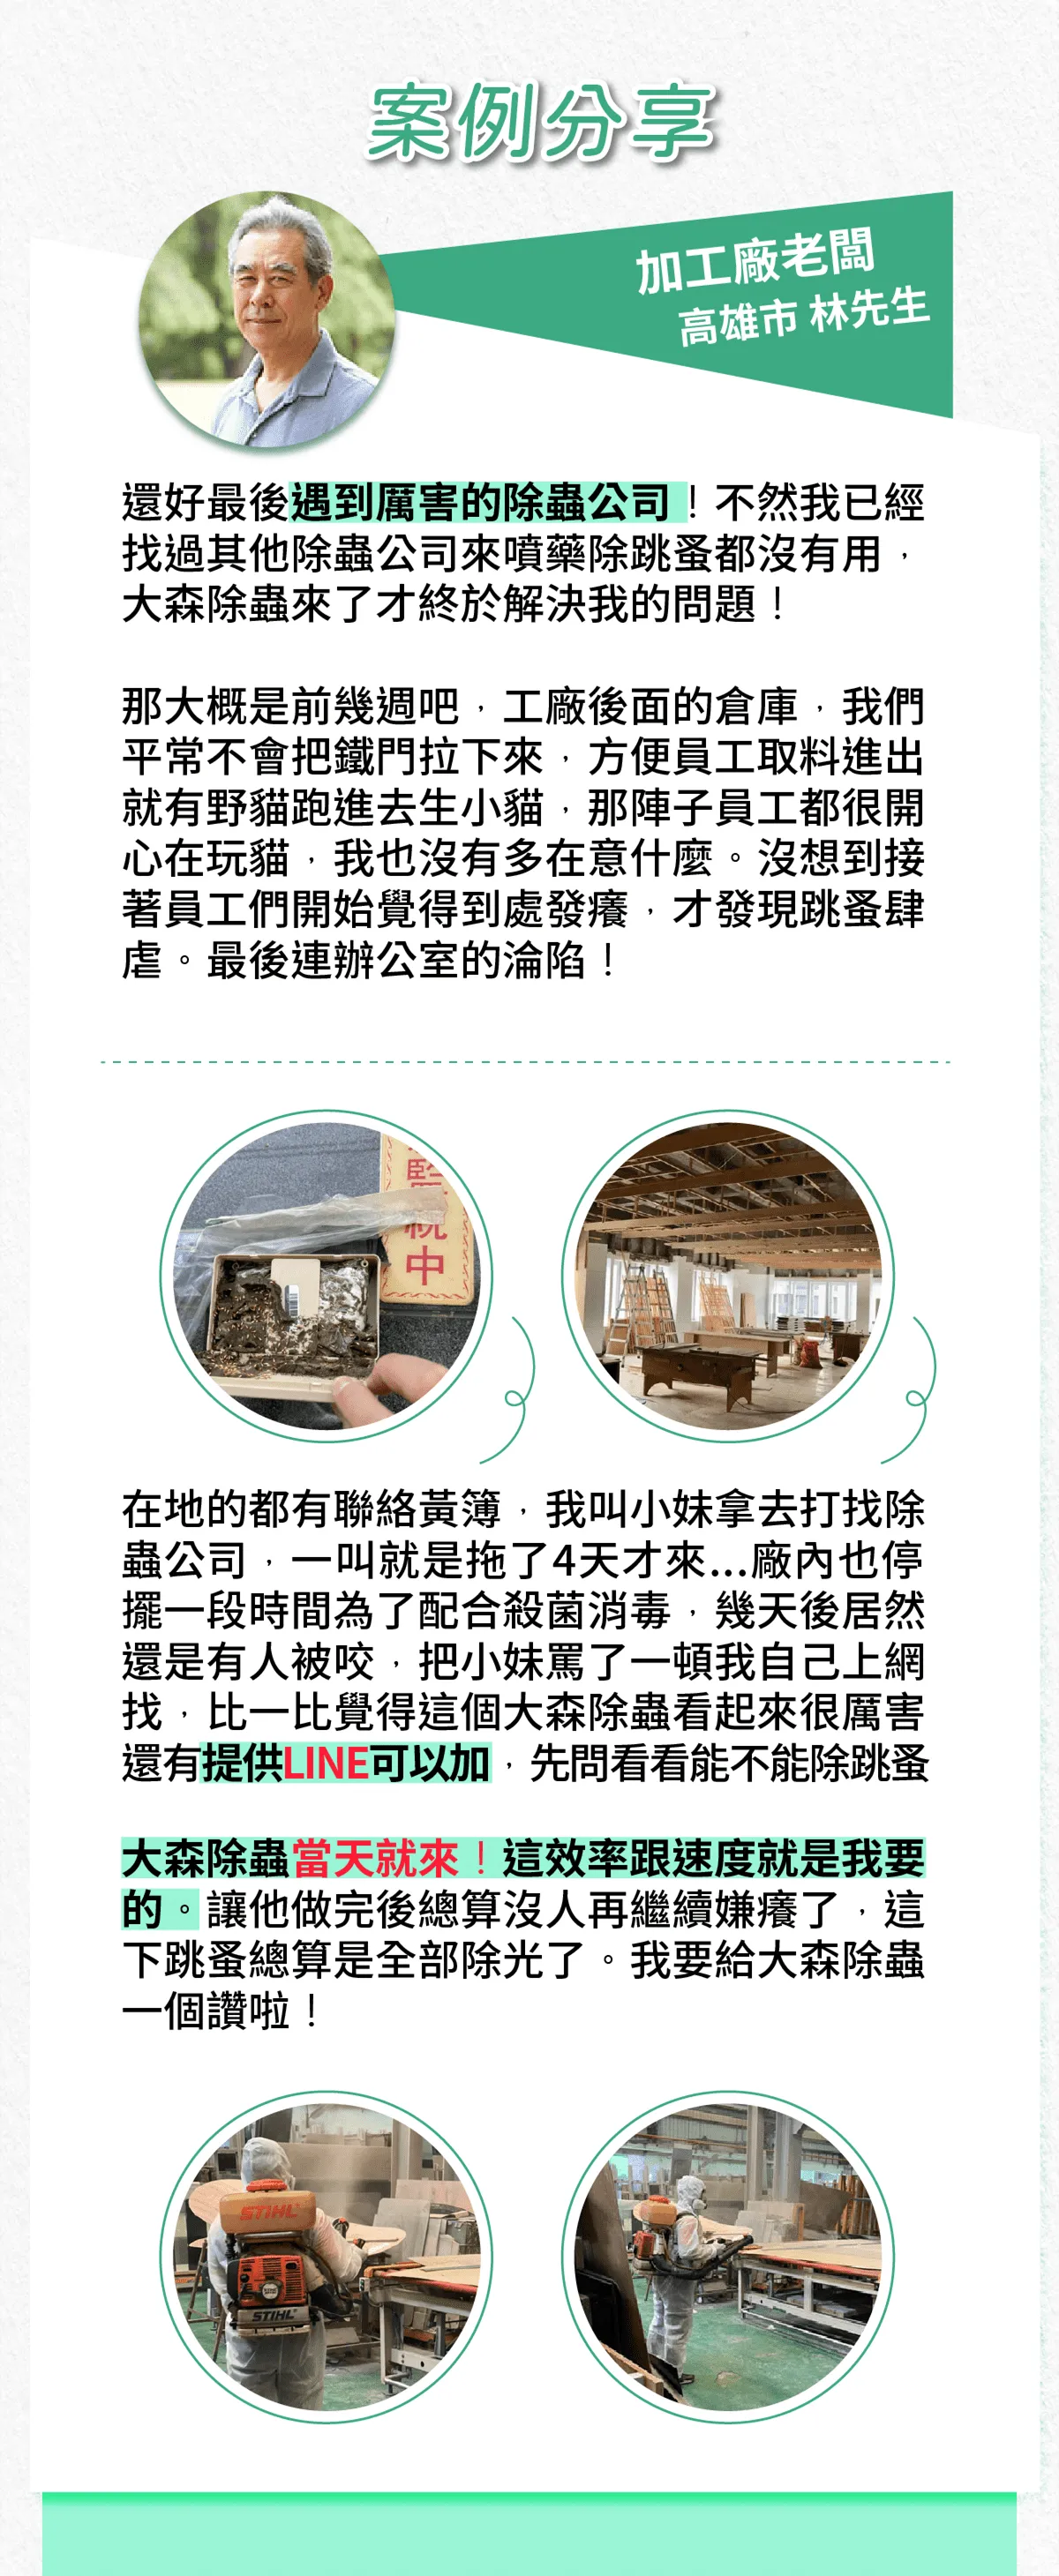 案例分享
加工廠老闆
高雄市 林先生
還好最後遇到厲害的除蟲公司！不然我已經
找過其他除蟲公司來噴藥除跳蚤都沒有用，
大森除蟲來了才終於解決我的問題！
那大概是前幾週吧，工廠後面的倉庫，我們
平常不會把鐵門拉下來，方便員工取料進出
就有野貓跑進去生小貓，那陣子員工都很開
心在玩貓，我也沒有多在意什麼。沒想到接
著員工們開始覺得到處發癢，才發現跳蚤肆
虐。最後連辦公室的淪陷！
監視中
在地的都有聯絡黃簿，我叫小妹拿去打找除
蟲公司，一叫就是拖了4天才來...廠內也停
擺一段時間為了配合殺菌消毒，幾天後居然
還是有人被咬，把小妹罵了一頓我自己上網
找，比一比覺得這個大森除蟲看起來很厲害
還有提供LINE可以加，先問看看能不能除跳蚤
大森除蟲當天就來！這效率跟速度就是我要
的。讓他做完後總算沒人再繼續嫌癢了，這
下跳蚤總算是全部除光了。我要給大森除蟲
一個讚啦！
STIHL
STIHL